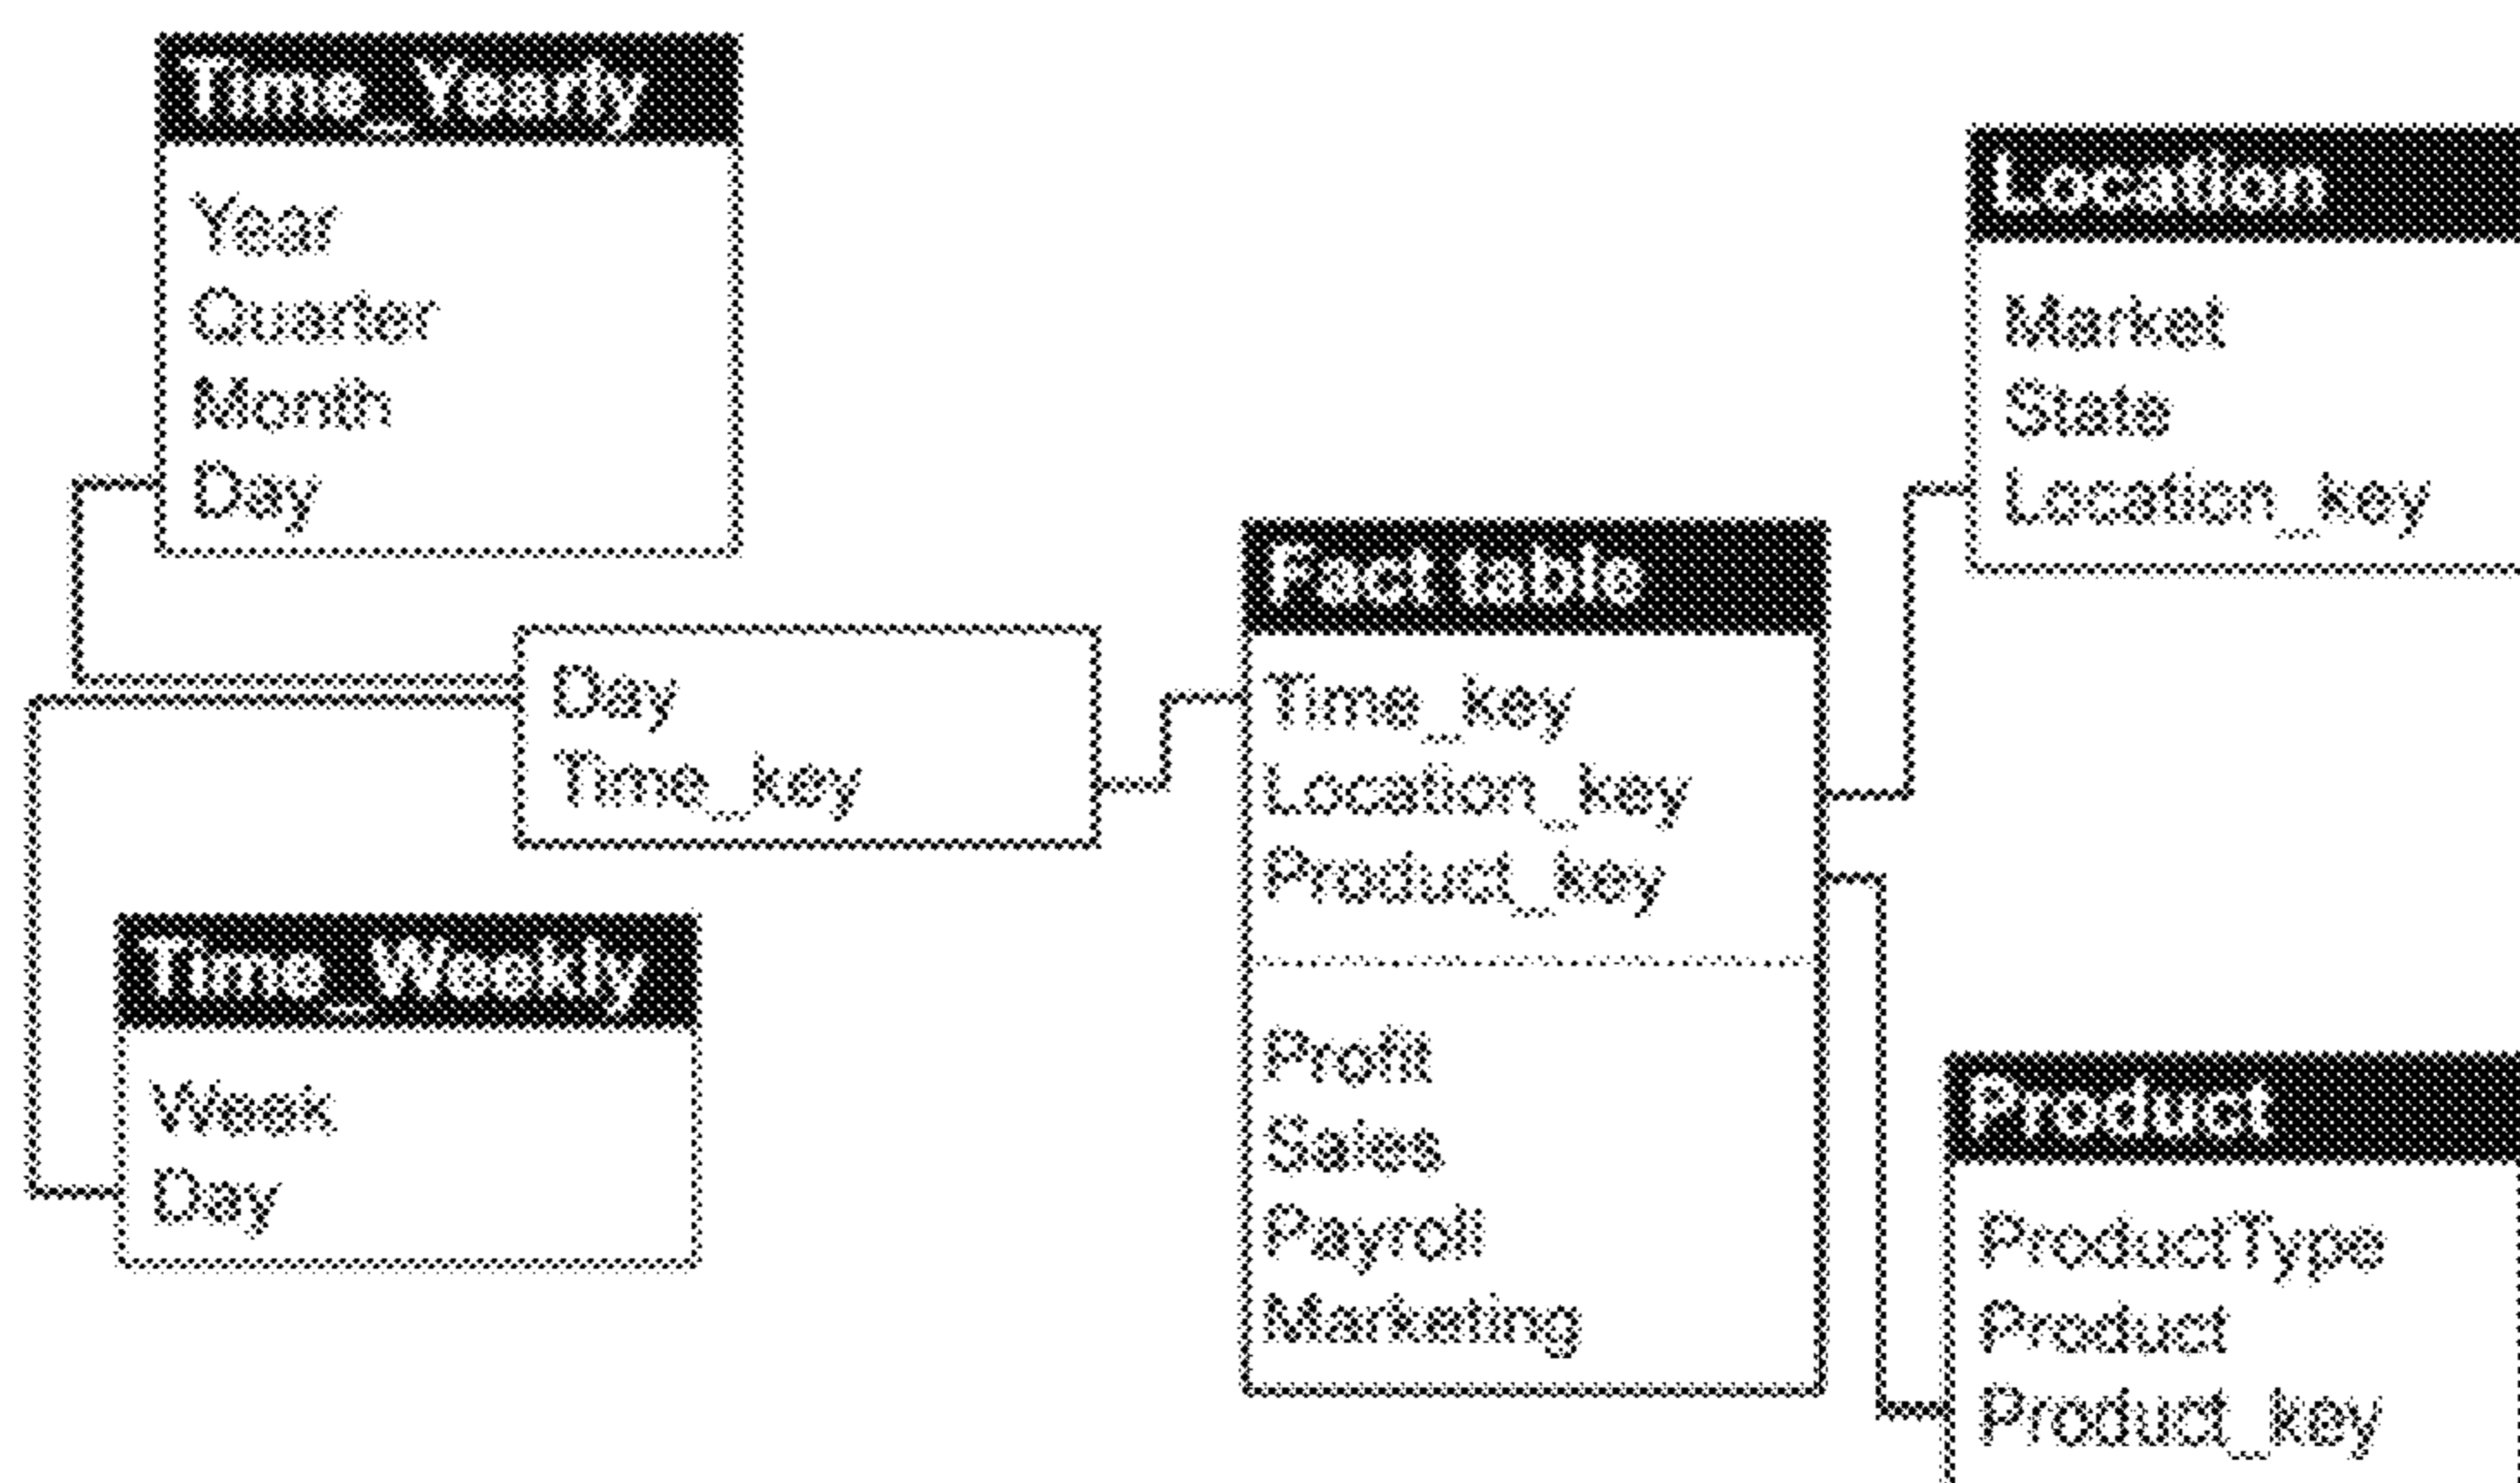 Time_Yearly
Year
Quarter
Month
Day
Day
Time_key
Time_Weekly
Week
Day
Fact table
Time_key
Location_key
Product_key
Profit
Sales
Payroll
Marketing
Location
Market
State
Location_key
Product
ProductType
Product
Product_key